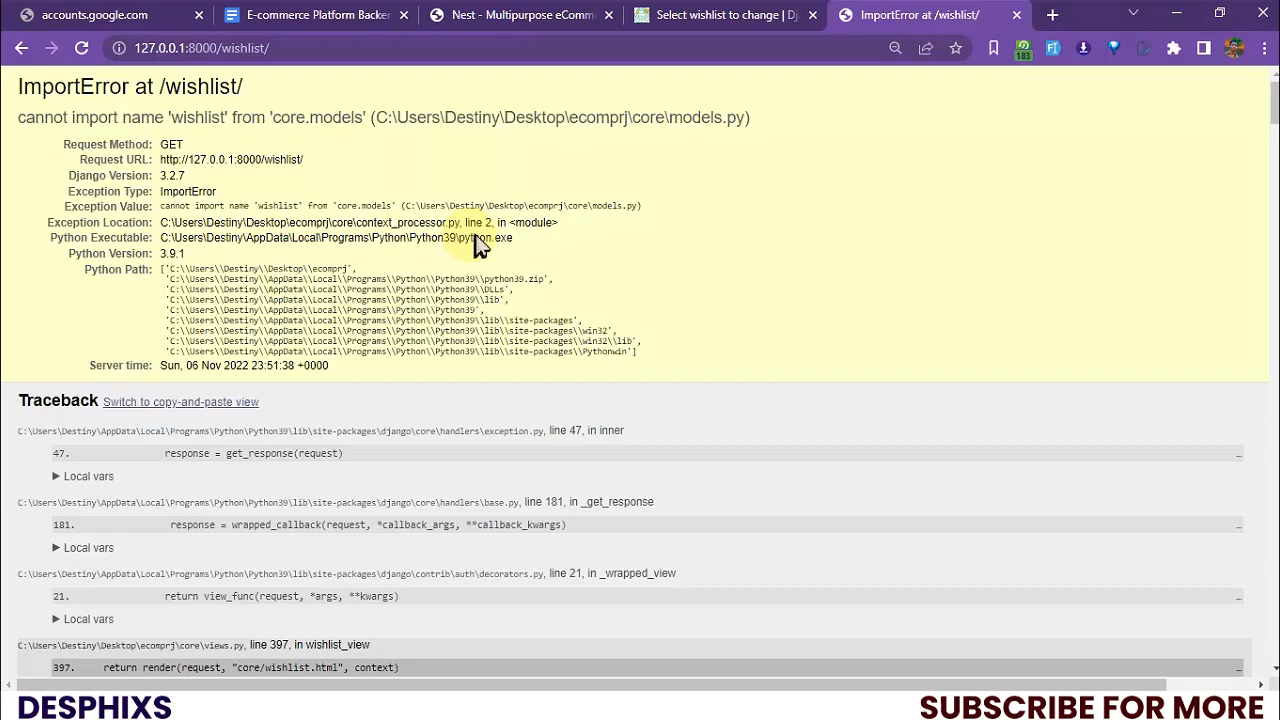 accounts.google.com
E-commerce Platform Backer
Nest - Multipurpose eComme
Select wishlist to change | Dj
ImportError at /wishlist/
127.0.0.1:8000/wishlist/
183
ImportError at /wishlist/
cannot import name 'wishlist' from 'core.models' (C:\Users\Destiny\Desktop\ecomprj\core\models.py)
Request Method: GET
Request URL: http://127.0.0.1:8000/wishlist/
Django Version: 3.2.7
Exception Type: ImportError
Exception Value: cannot import name 'wishlist' from 'core.models' (C:\Users\Destiny\Desktop\ecomprj\core\models.py)
Exception Location: C:\Users\Destiny\Desktop\ecomprj\core\context_processor.py, line 2, in <module>
Python Executable: C:\Users\Destiny\AppData\Local\Programs\Python\Python39\python.exe
Python Version: 3.9.1
Python Path: ['C:\\Users\\Destiny\\Desktop\\ecomprj',
'C:\\Users\\Destiny\\AppData\\Local\\Programs\\Python\\Python39\\python39.zip',
'C:\\Users\\Destiny\\AppData\\Local\\Programs\\Python\\Python39\\DLLs',
'C:\\Users\\Destiny\\AppData\\Local\\Programs\\Python\\Python39\\lib',
'C:\\Users\\Destiny\\AppData\\Local\\Programs\\Python\\Python39',
'C:\\Users\\Destiny\\AppData\\Local\\Programs\\Python\\Python39\\lib\\site-packages',
'C:\\Users\\Destiny\\AppData\\Local\\Programs\\Python\\Python39\\lib\\site-packages\\win32',
'C:\\Users\\Destiny\\AppData\\Local\\Programs\\Python\\Python39\\lib\\site-packages\\win32\\lib',
'C:\\Users\\Destiny\\AppData\\Local\\Programs\\Python\\Python39\\lib\\site-packages\\Pythonwin']
Server time: Sun, 06 Nov 2022 23:51:38 +0000
Traceback Switch to copy-and-paste view
C:\Users\Destiny\AppData\Local\Programs\Python\Python39\lib\site-packages\django\core\handlers\exception.py, line 47, in inner
47. response = get_response(request) …
Local vars
C:\Users\Destiny\AppData\Local\Programs\Python\Python39\lib\site-packages\django\core\handlers\base.py, line 181, in _get_response
181. response = wrapped_callback(request, *callback_args, **callback_kwargs) …
Local vars
C:\Users\Destiny\AppData\Local\Programs\Python\Python39\lib\site-packages\django\contrib\auth\decorators.py, line 21, in _wrapped_view
21. return view_func(request, *args, **kwargs) …
Local vars
C:\Users\Destiny\Desktop\ecomprj\core\views.py, line 397, in wishlist_view
397. return render(request, "core/wishlist.html", context) …
DESPHIXS
SUBSCRIBE FOR MORE